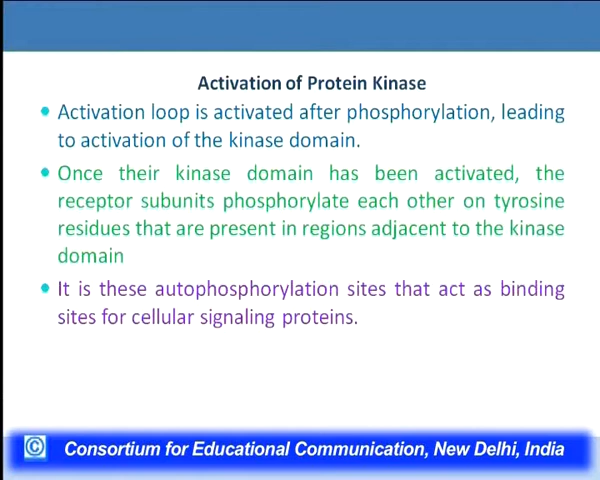 Activation of Protein Kinase
Activation loop is activated after phosphorylation, leading
to activation of the kinase domain.
Once their kinase domain has been activated, the
receptor subunits phosphorylate each other on tyrosine
residues that are present in regions adjacent to the kinase
domain
It is these autophosphorylation sites that act as binding
sites for cellular signaling proteins.
© Consortium for Educational Communication, New Delhi, India